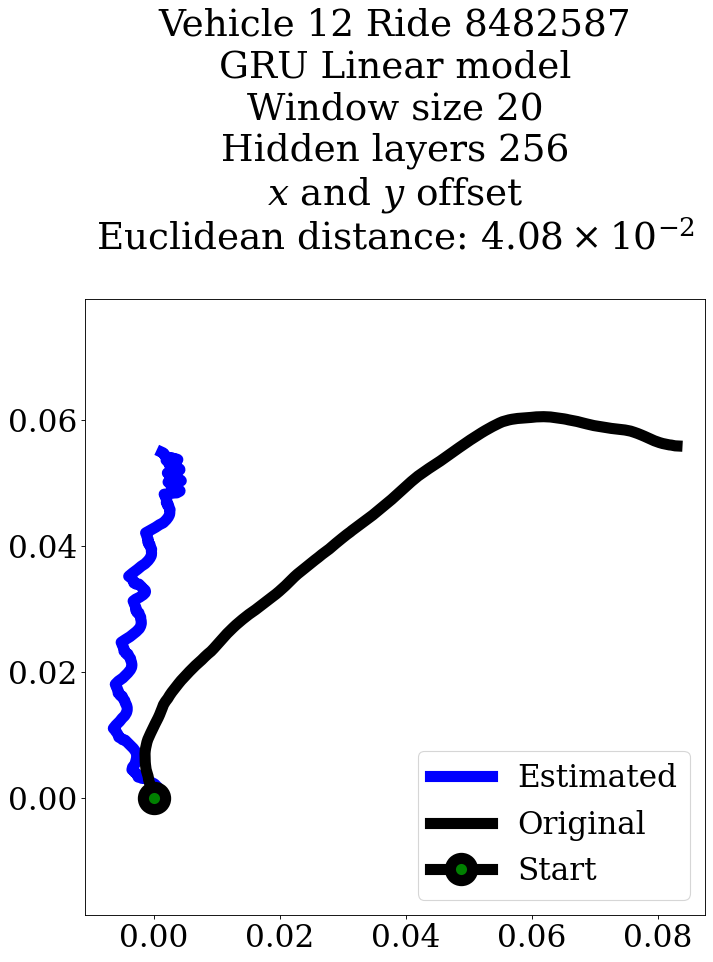 Vehicle 12 Ride 8482587
GRU Linear model
Window size 20
Hidden layers 256
x and y offset
Euclidean distance: 4.08 × 10⁻²
0.06
0.04
0.02
0.00
Estimated
Original
Start
0.00 0.02 0.04 0.06 0.08